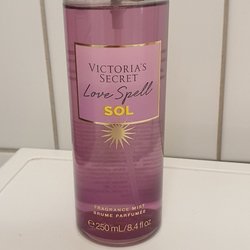 VICTORIA'S
SECRET
Love Spell
SOL
FRAGRANCE MIST
BRUME PARFUMÉE
e 250 mL/8.4 fl oz